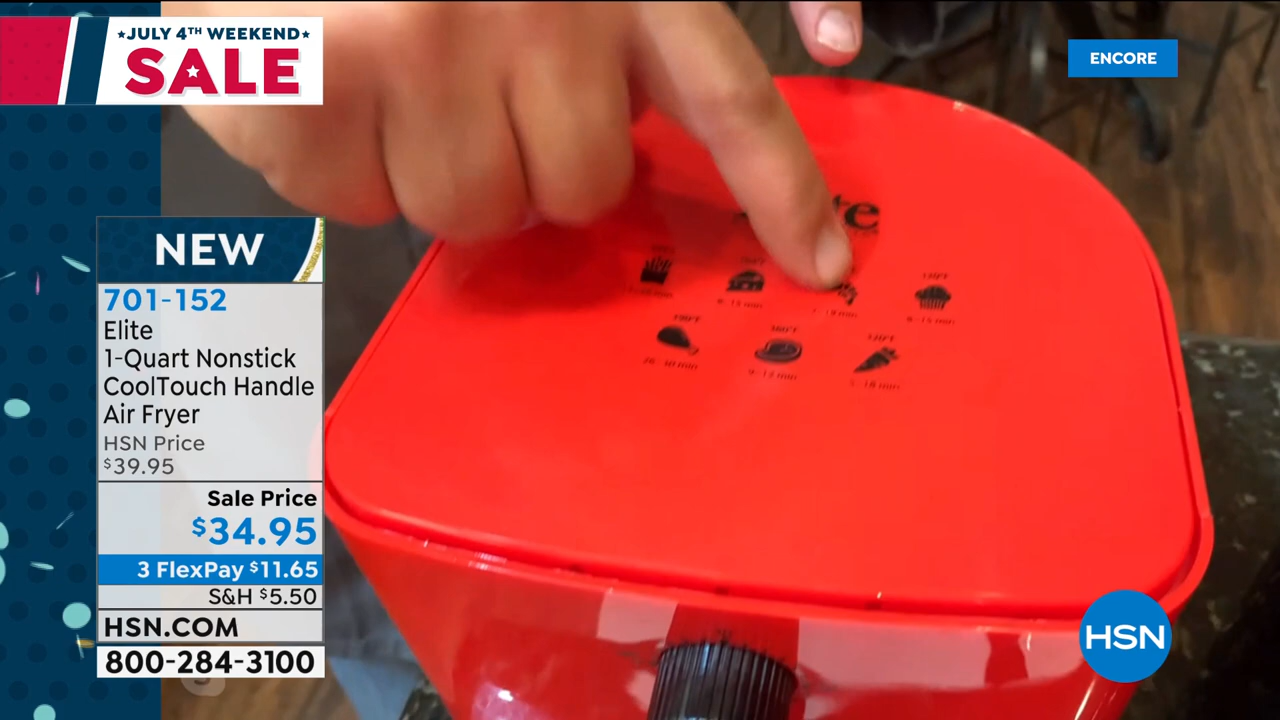 ★JULY 4TH WEEKEND★
SALE
ENCORE
NEW
701-152
Elite
1-Quart Nonstick
CoolTouch Handle
Air Fryer
HSN Price
$39.95
Sale Price
$34.95
3 FlexPay $11.65
S&H $5.50
HSN.COM
800-284-3100
360°F
HSN